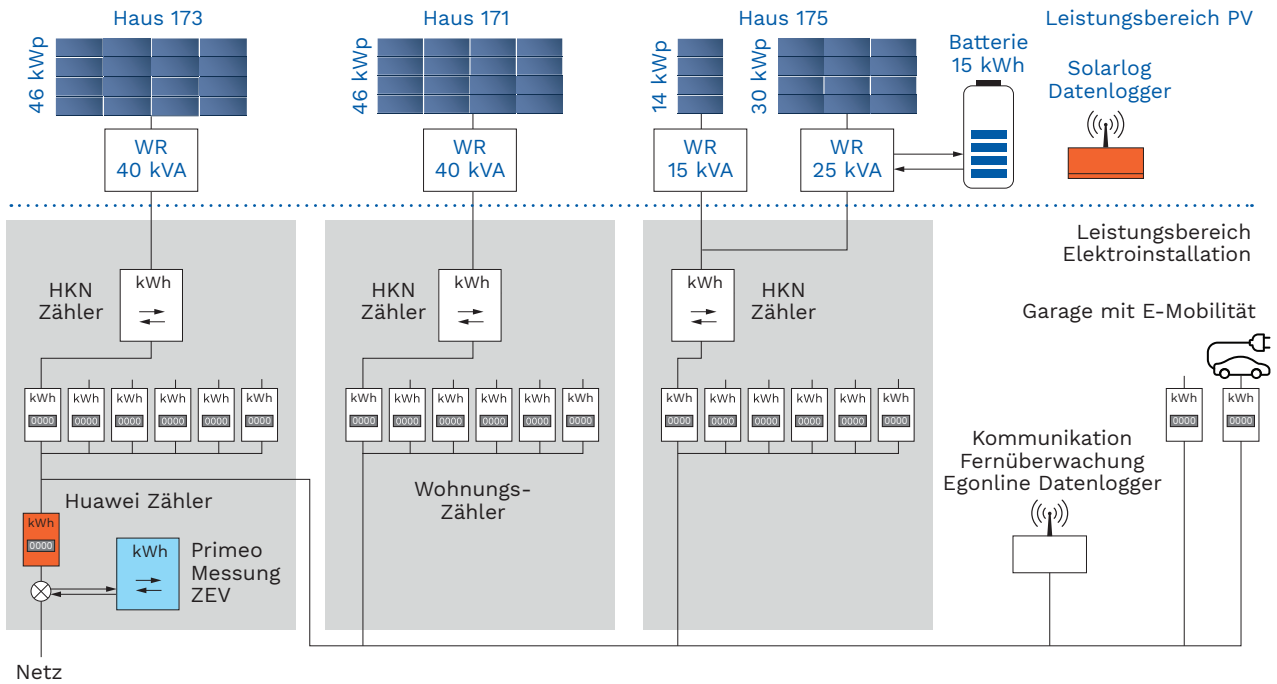 Haus 173
Haus 171
Haus 175
Leistungsbereich PV
46 kWp
46 kWp
14 kWp
30 kWp
Batterie
15 kWh
Solarlog
Datenlogger
WR
40 kVA
WR
40 kVA
WR
15 kVA
WR
25 kVA
Leistungsbereich
Elektroinstallation
HKN
Zähler
kWh
HKN
Zähler
kWh
kWh
HKN
Zähler
Garage mit E-Mobilität
kWh
0000
kWh
0000
kWh
0000
kWh
0000
kWh
0000
kWh
0000
kWh
0000
kWh
0000
kWh
0000
kWh
0000
kWh
0000
kWh
0000
kWh
0000
kWh
0000
kWh
0000
kWh
0000
kWh
0000
kWh
0000
kWh
0000
kWh
0000
Huawei Zähler
kWh
0000
kWh
Primeo
Messung
ZEV
Wohnungs-
Zähler
Kommunikation
Fernüberwachung
Egonline Datenlogger
Netz